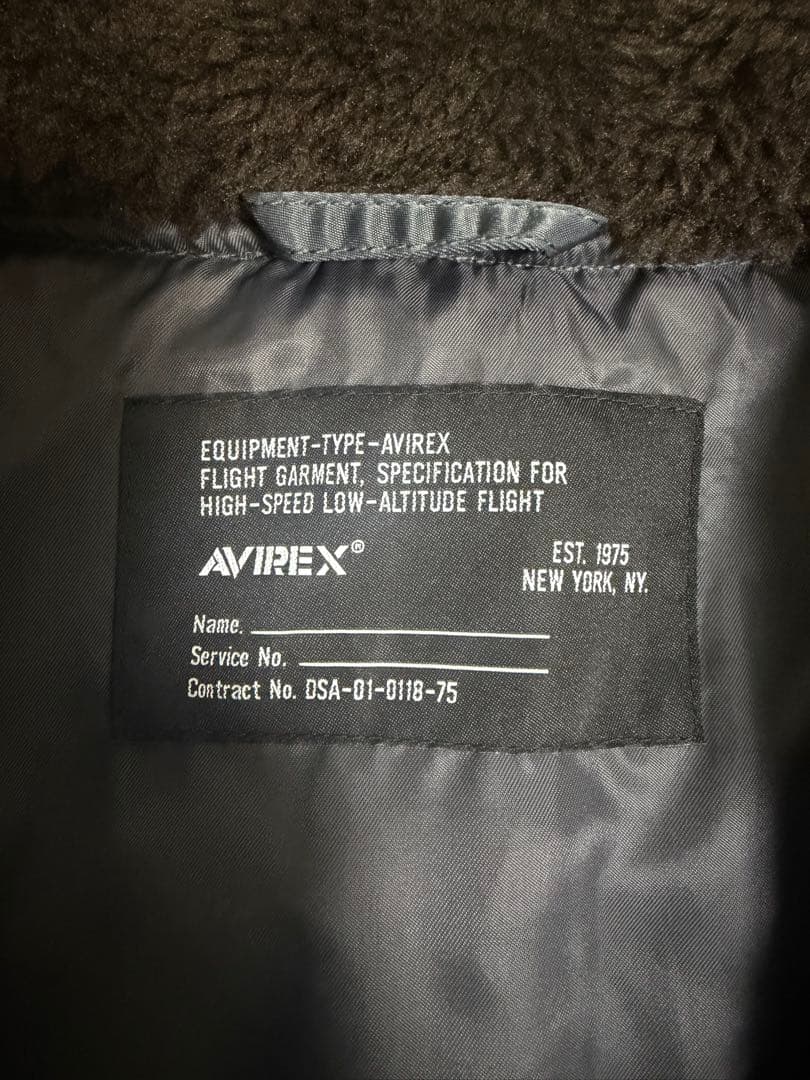 EQUIPMENT-TYPE-AVIREX
FLIGHT GARMENT, SPECIFICATION FOR
HIGH-SPEED LOW-ALTITUDE FLIGHT
AVIREX®
EST. 1975
NEW YORK, NY.
Name.
Service No.
Contract No. DSA-01-0118-75